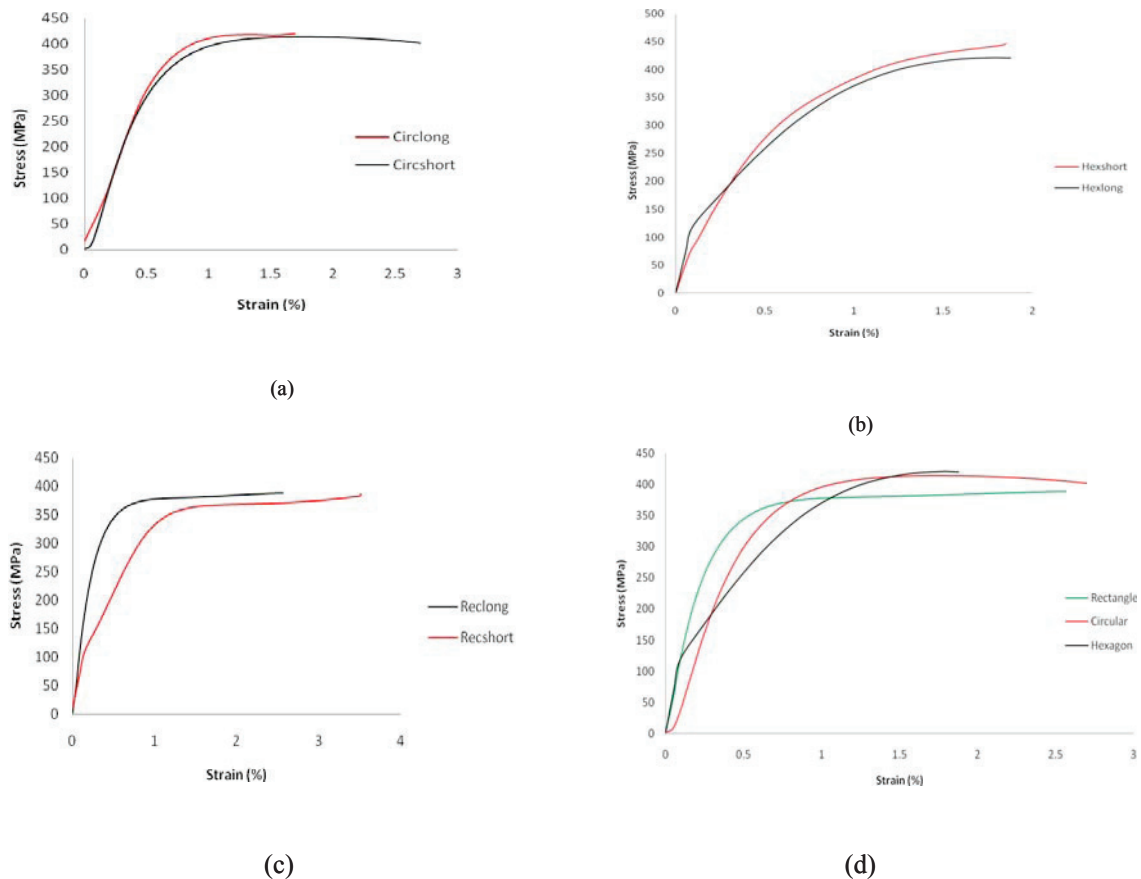 450
400
350
300
250
200
150
100
50
0
Stress (MPa)
0 0.5 1 1.5 2 2.5 3
Strain (%)
Circlong
Circshort
(a)
500
450
400
350
300
250
200
150
100
50
0
Stress (MPa)
0 0.5 1 1.5 2
Strain (%)
Hexshort
Hexlong
(b)
450
400
350
300
250
200
150
100
50
0
Stress (MPa)
0 1 2 3 4
Strain (%)
Reclong
Recshort
(c)
450
400
350
300
250
200
150
100
50
0
Stress (MPa)
0 0.5 1 1.5 2 2.5 3
Strain (%)
Rectangle
Circular
Hexagon
(d)